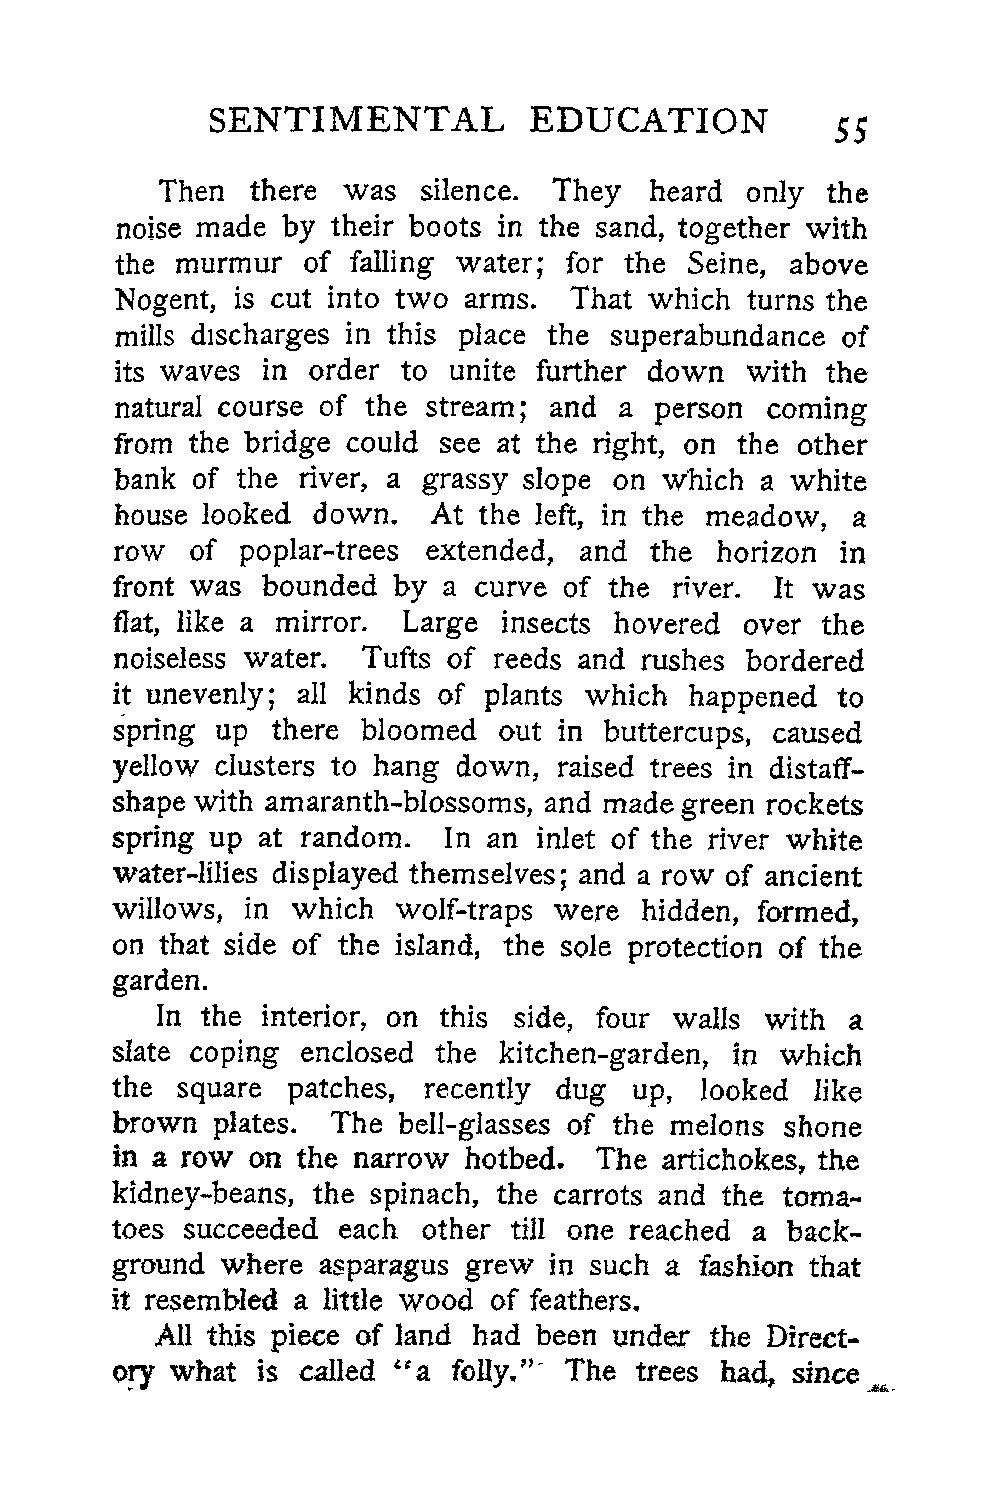 SENTIMENTAL EDUCATION 55
Then there was silence. They heard only the
noise made by their boots in the sand, together with
the murmur of falling water; for the Seine, above
Nogent, is cut into two arms. That which turns the
mills discharges in this place the superabundance of
its waves in order to unite further down with the
natural course of the stream; and a person coming
from the bridge could see at the right, on the other
bank of the river, a grassy slope on which a white
house looked down. At the left, in the meadow, a
row of poplar-trees extended, and the horizon in
front was bounded by a curve of the river. It was
flat, like a mirror. Large insects hovered over the
noiseless water. Tufts of reeds and rushes bordered
it unevenly; all kinds of plants which happened to
spring up there bloomed out in buttercups, caused
yellow clusters to hang down, raised trees in distaff-
shape with amaranth-blossoms, and made green rockets
spring up at random. In an inlet of the river white
water-lilies displayed themselves; and a row of ancient
willows, in which wolf-traps were hidden, formed,
on that side of the island, the sole protection of the
garden.
In the interior, on this side, four walls with a
slate coping enclosed the kitchen-garden, in which
the square patches, recently dug up, looked like
brown plates. The bell-glasses of the melons shone
in a row on the narrow hotbed. The artichokes, the
kidney-beans, the spinach, the carrots and the toma-
toes succeeded each other till one reached a back-
ground where asparagus grew in such a fashion that
it resembled a little wood of feathers.
All this piece of land had been under the Direct-
ory what is called "a folly." The trees had, since